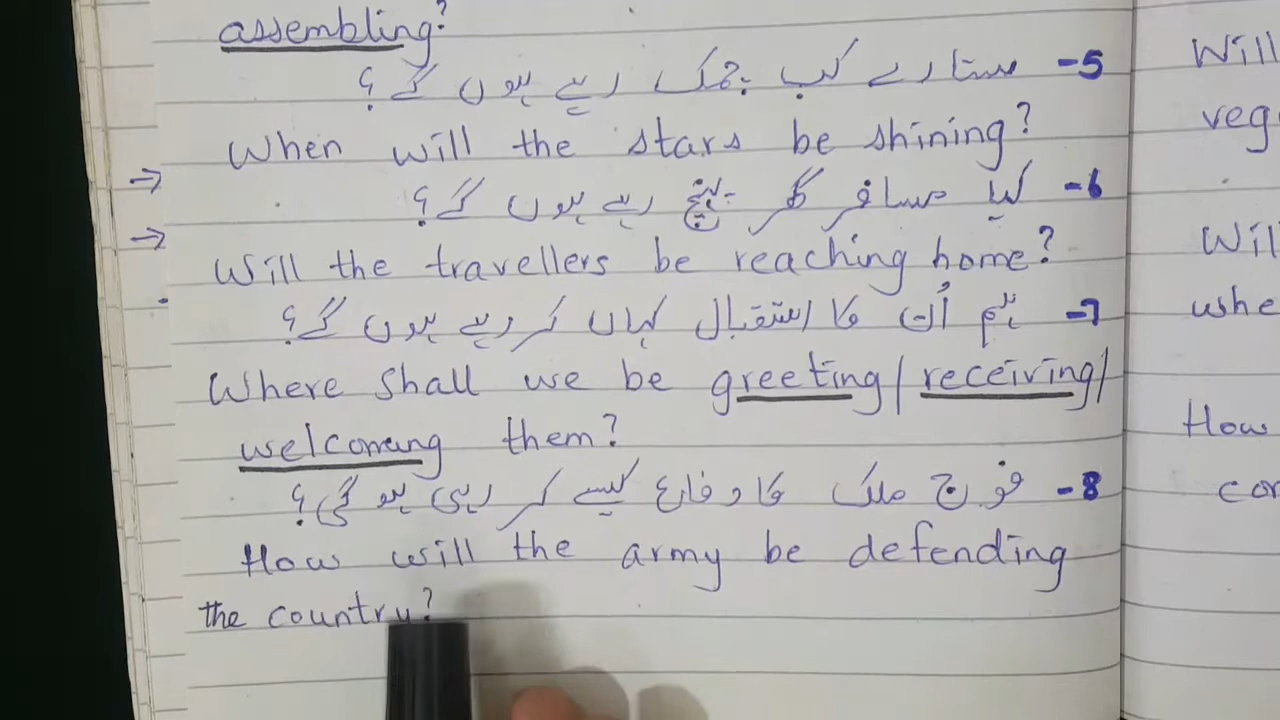 assembling?
5- ستارے کب چمک رہے ہوں گے؟
When will the stars be shining?
6- کیا مسافر گھر پہنچ رہے ہوں گے؟
Will the travellers be reaching home?
7- ہم اُن کا استقبال کہاں کر رہے ہوں گے؟
Where shall we be greeting/receiving/
welcoming them?
8- فوج ملک کا دفاع کیسے کر رہی ہو گی؟
How will the army be defending
the country?
Will
veg
Wil
whe
How
con